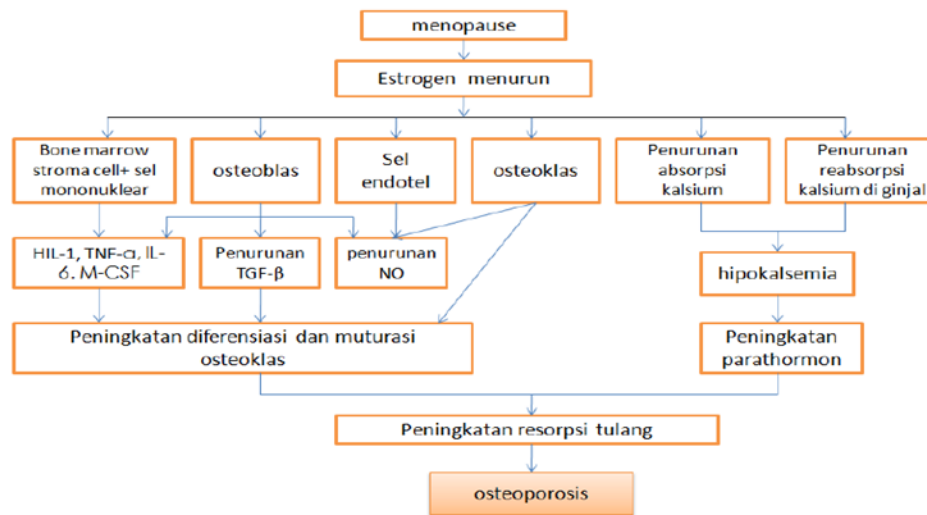 menopause
Estrogen menurun
Bone marrow
stroma cell+ sel
mononuklear
osteoblas
Sel
endotel
osteoklas
Penurunan
absorpsi
kalsium
Penurunan
reabsorpsi
kalsium di ginjal
HIL-1, TNF-α, IL-
6. M-CSF
Penurunan
TGF-β
penurunan
NO
hipokalsemia
Peningkatan diferensiasi dan muturasi
osteoklas
Peningkatan
parathormon
Peningkatan resorpsi tulang
osteoporosis